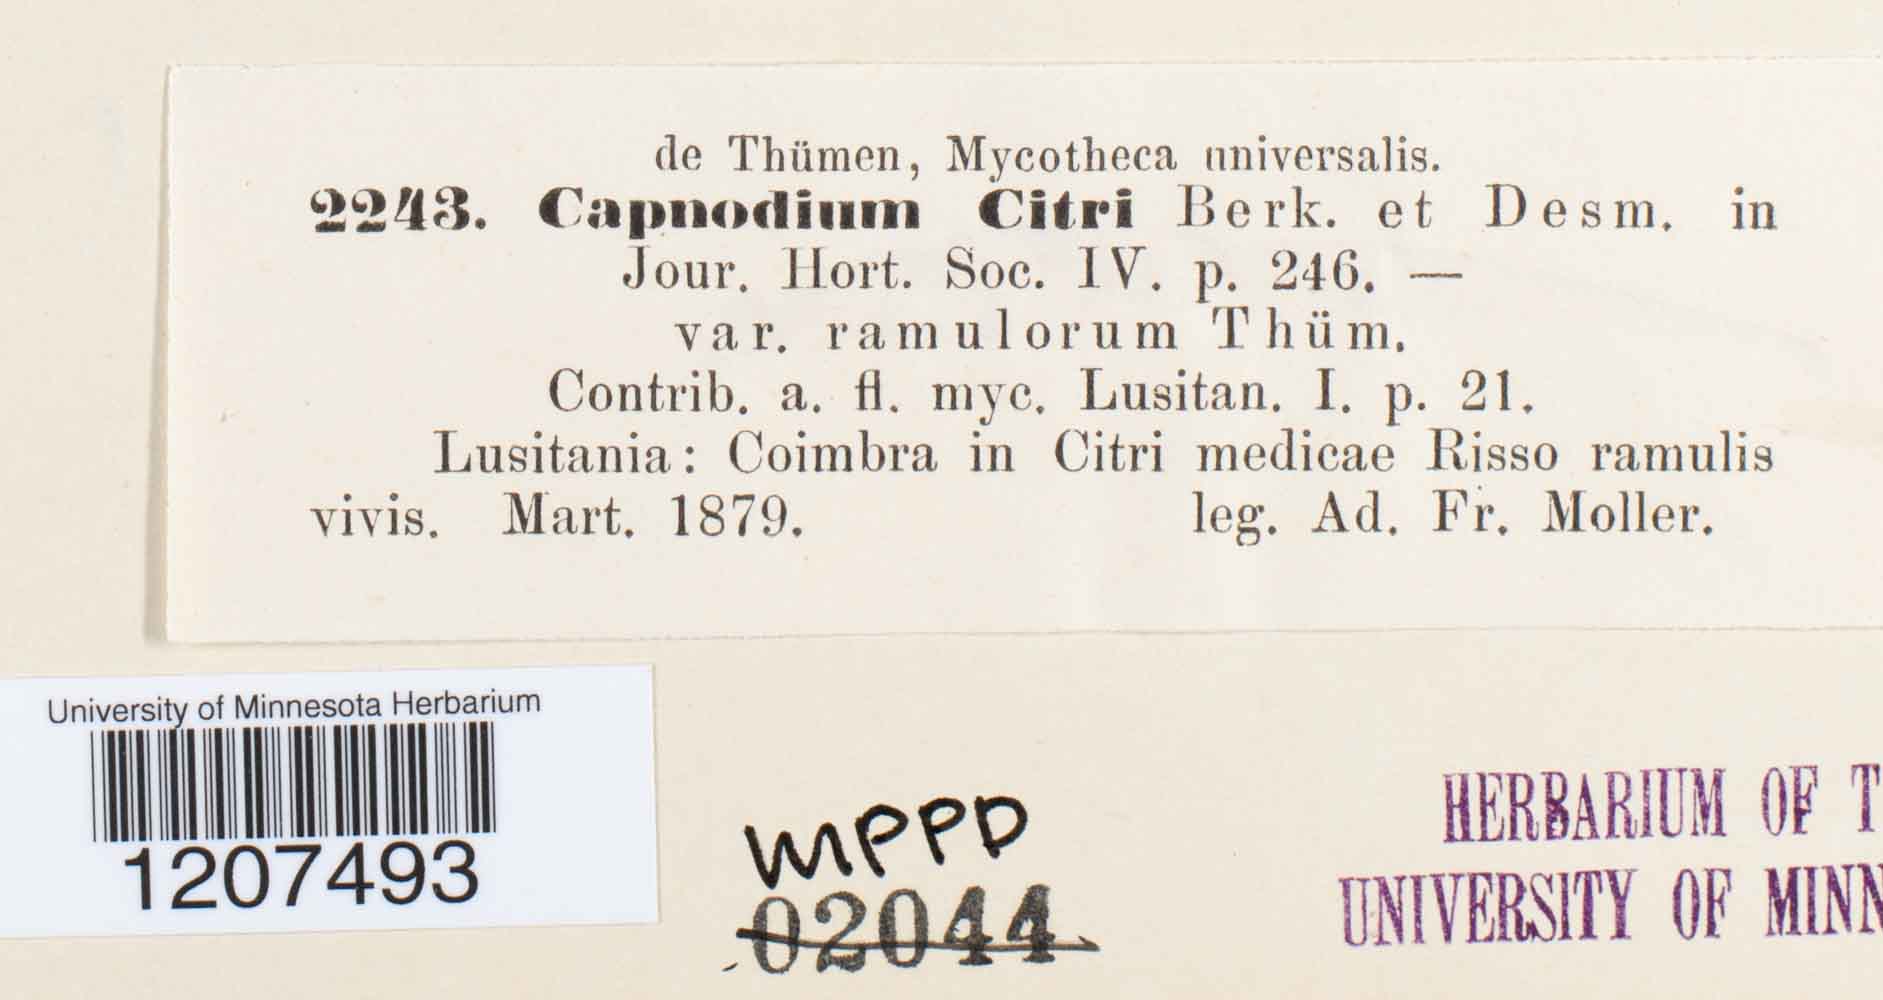 de Thümen, Mycotheca universalis.
2243. Capnodium Citri Berk. et Desm. in
Jour. Hort. Soc. IV. p. 246. —
var. ramulorum Thüm.
Contrib. a. fl. myc. Lusitan. I. p. 21.
Lusitania: Coimbra in Citri medicae Risso ramulis
vivis. Mart. 1879. leg. Ad. Fr. Moller.
University of Minnesota Herbarium
1207493
MPPD
02044
HERBARIUM OF T
UNIVERSITY OF MINN